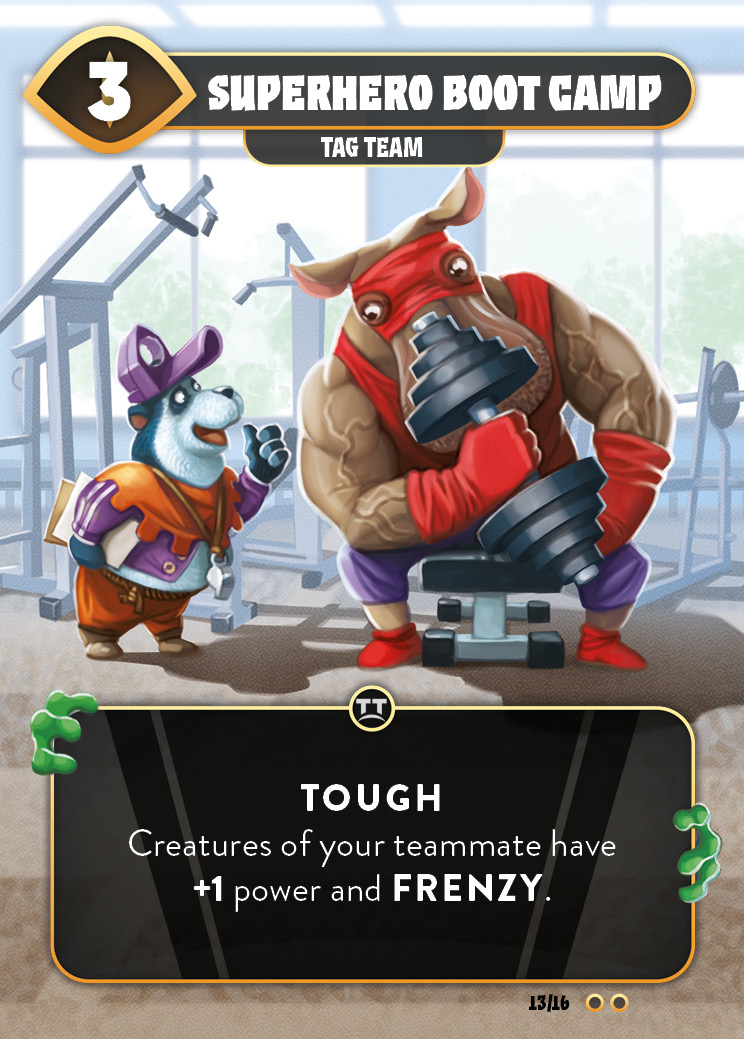 3
SUPERHERO BOOT CAMP
TAG TEAM
TT
TOUGH
Creatures of your teammate have
+1 power and FRENZY.
13/16